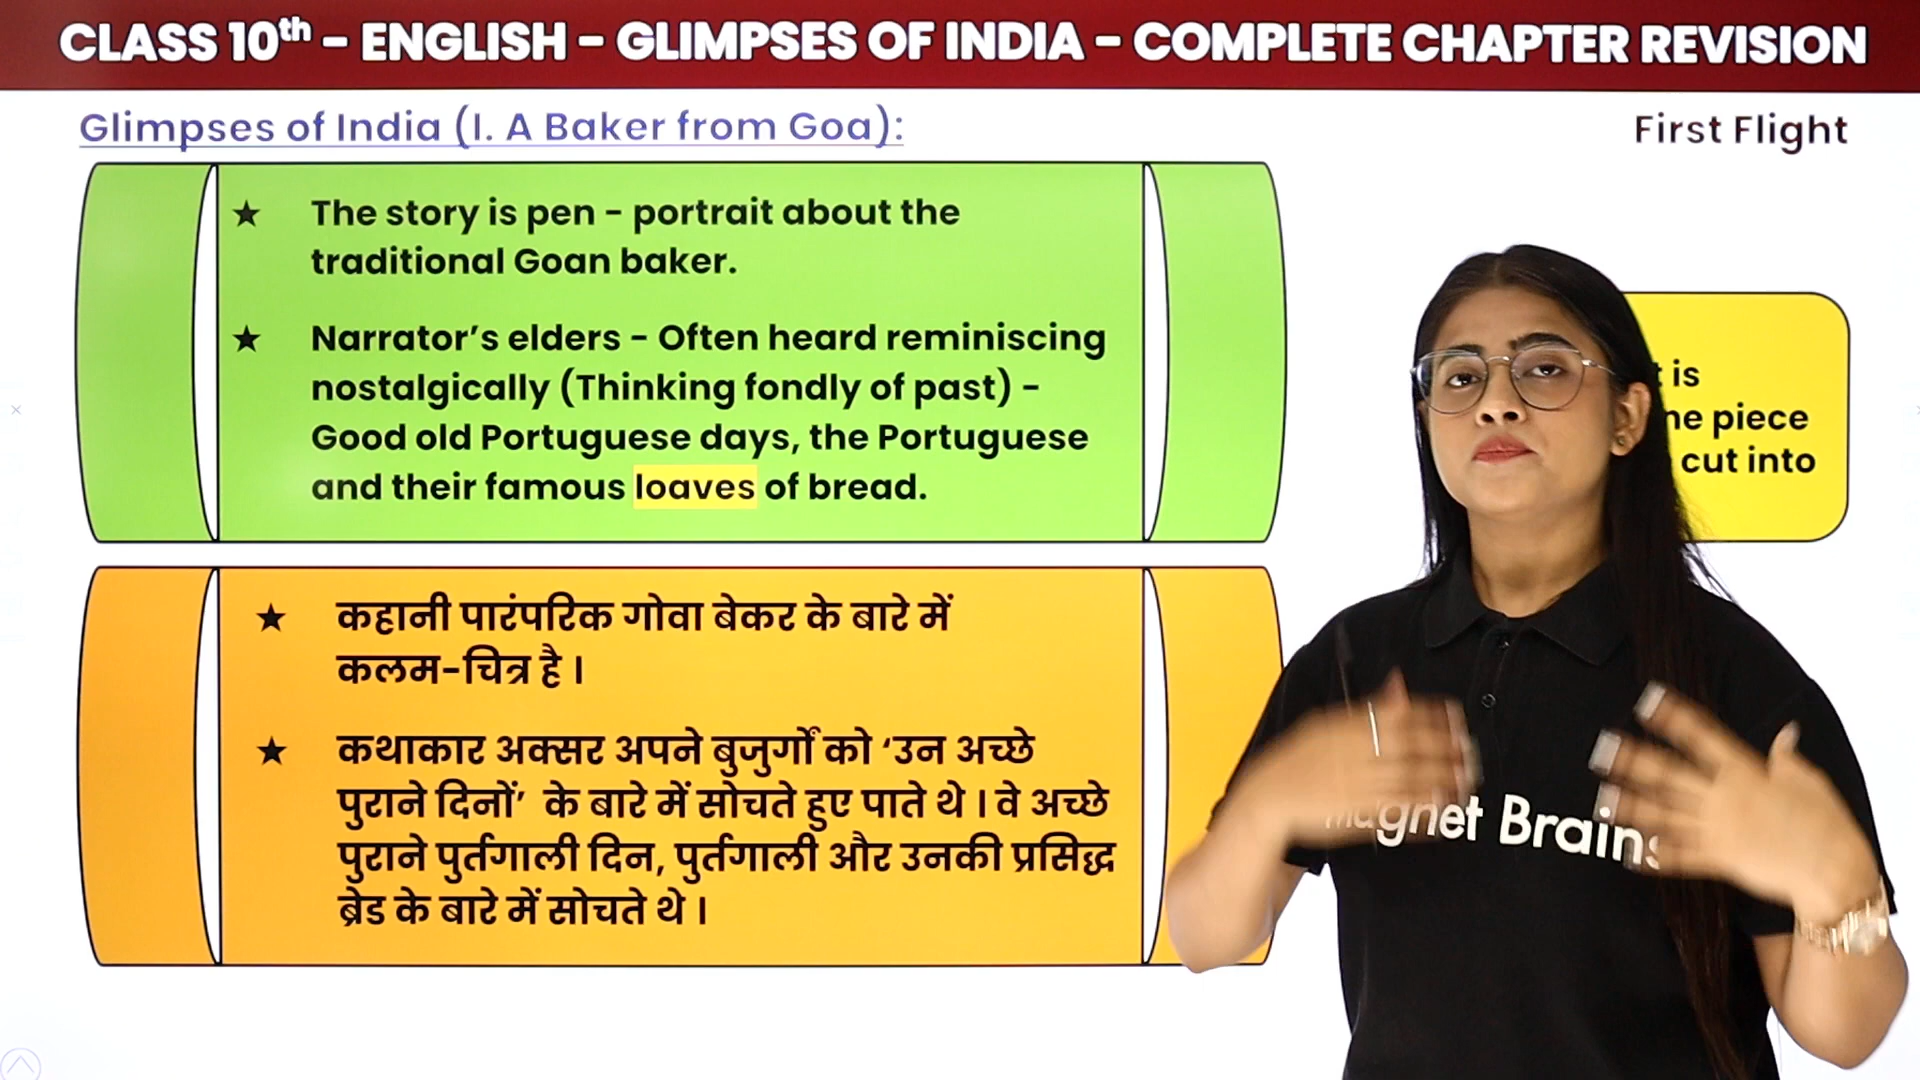 CLASS 10th - ENGLISH - GLIMPSES OF INDIA - COMPLETE CHAPTER REVISION
Glimpses of India (I. A Baker from Goa):
First Flight
★ The story is pen - portrait about the
traditional Goan baker.
★ Narrator's elders - Often heard reminiscing
nostalgically (Thinking fondly of past) -
Good old Portuguese days, the Portuguese
and their famous loaves of bread.
is
piece
cut into
★ कहानी पारंपरिक गोवा बेकर के बारे में
कलम-चित्र है ।
★ कथाकार अक्सर अपने बुजुर्गों को ‘उन अच्छे
पुराने दिनों’ के बारे में सोचते हुए पाते थे । वे अच्छे
पुराने पुर्तगाली दिन, पुर्तगाली और उनकी प्रसिद्ध
ब्रेड के बारे में सोचते थे ।
Magnet Brains